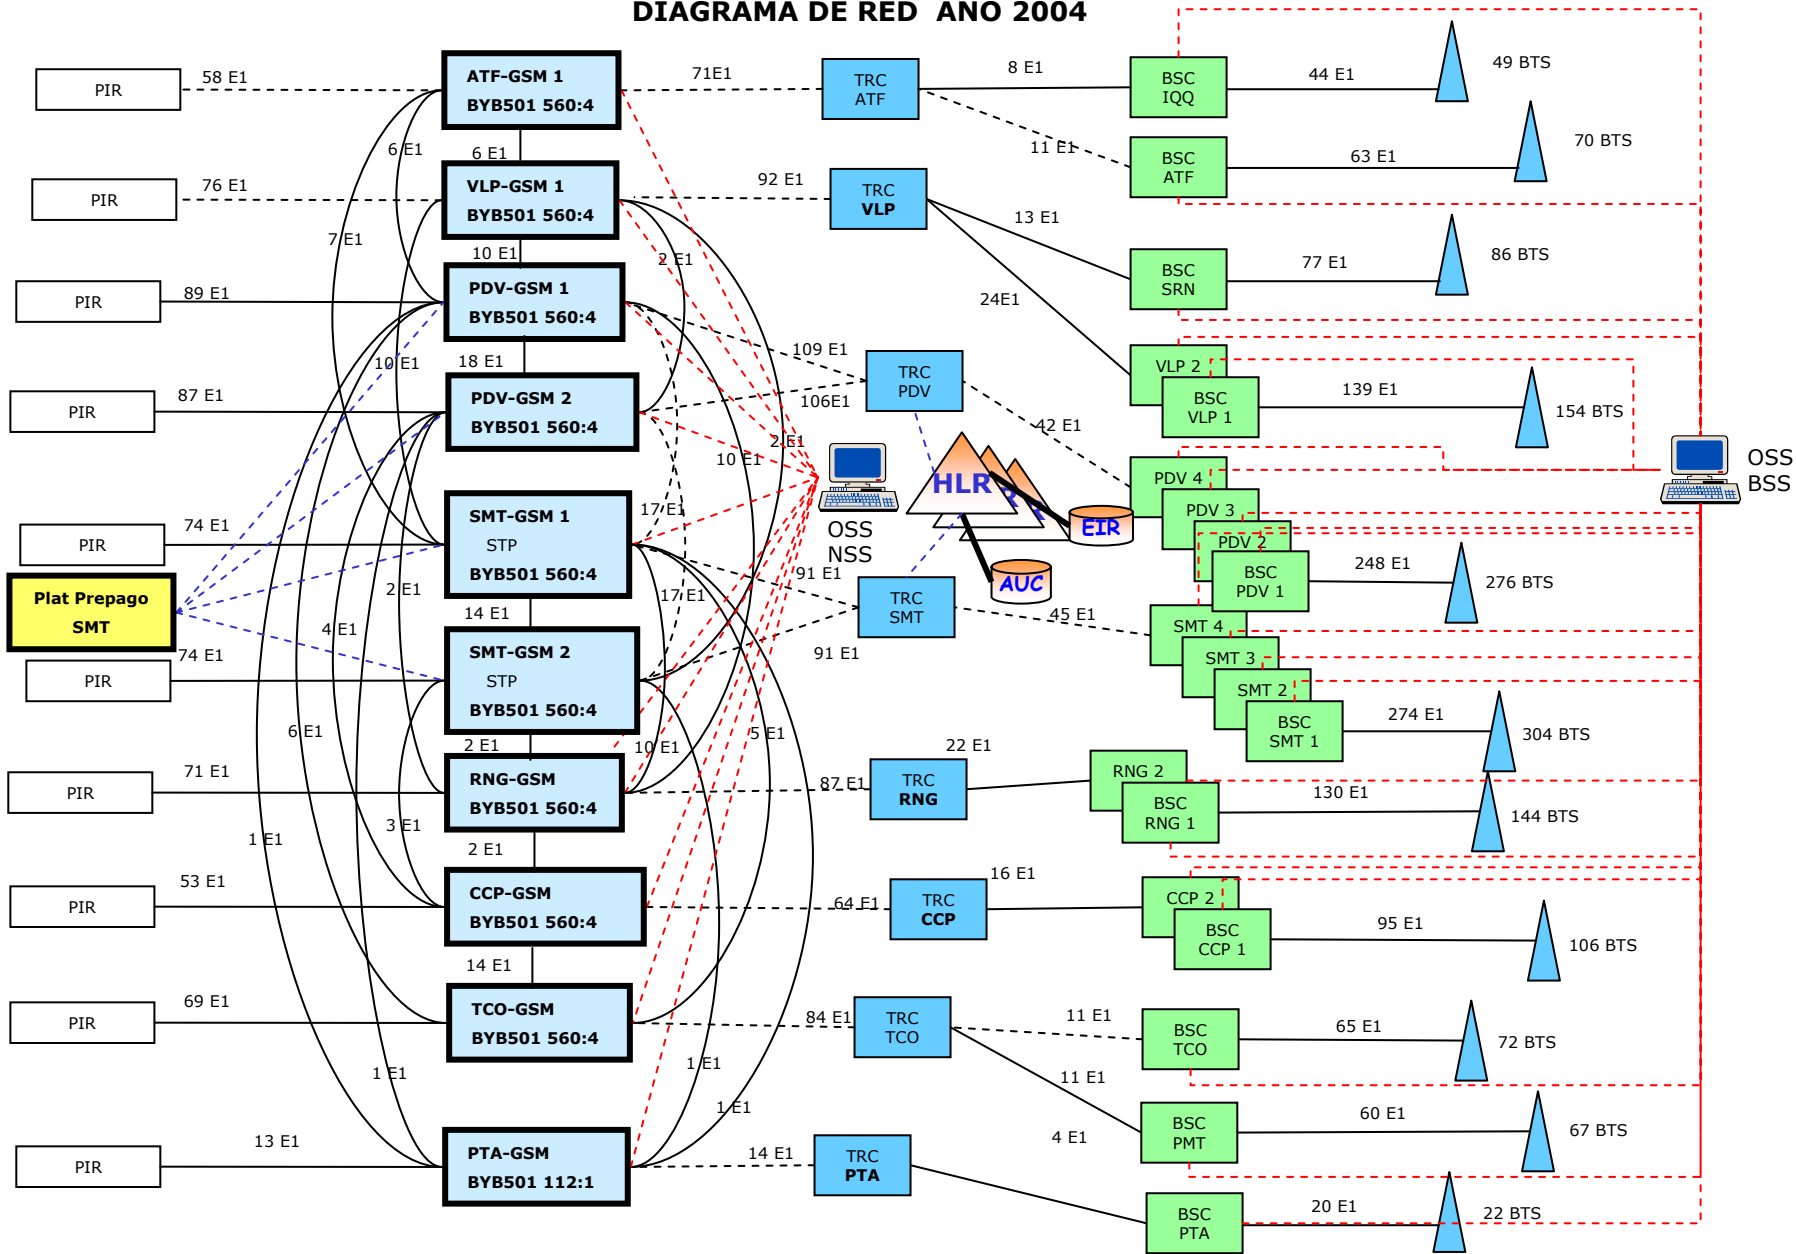 DIAGRAMA DE RED AÑO 2004
PIR
58 E1
ATF-GSM 1
BYB501 560:4
71E1
TRC
ATF
8 E1
BSC
IQQ
44 E1
49 BTS
6 E1
6 E1
11 E1
BSC
ATF
63 E1
70 BTS
PIR
76 E1
VLP-GSM 1
BYB501 560:4
92 E1
TRC
VLP
13 E1
7 E1
10 E1
2 E1
BSC
SRN
77 E1
86 BTS
24E1
PIR
89 E1
PDV-GSM 1
BYB501 560:4
109 E1
10 E1
18 E1
TRC
PDV
VLP 2
BSC
VLP 1
139 E1
154 BTS
PIR
87 E1
PDV-GSM 2
BYB501 560:4
106E1
42 E1
2 E1
10 E1
OSS
NSS
HLR
R
R
EIR
AUC
PDV 4
PDV 3
PDV 2
BSC
PDV 1
248 E1
276 BTS
OSS
BSS
PIR
74 E1
SMT-GSM 1
STP
BYB501 560:4
17 E1
91 E1
Plat Prepago
SMT
2 E1
14 E1
17 E1
TRC
SMT
45 E1
4 E1
91 E1
SMT 4
SMT 3
SMT 2
BSC
SMT 1
274 E1
304 BTS
74 E1
PIR
SMT-GSM 2
STP
BYB501 560:4
6 E1
2 E1
10 E1
5 E1
22 E1
PIR
71 E1
RNG-GSM
BYB501 560:4
87 E1
TRC
RNG
RNG 2
BSC
RNG 1
130 E1
144 BTS
1 E1
3 E1
2 E1
PIR
53 E1
CCP-GSM
BYB501 560:4
64 E1
TRC
CCP
16 E1
CCP 2
BSC
CCP 1
95 E1
106 BTS
14 E1
PIR
69 E1
TCO-GSM
BYB501 560:4
84 E1
TRC
TCO
11 E1
BSC
TCO
65 E1
72 BTS
1 E1
1 E1
1 E1
11 E1
4 E1
BSC
PMT
60 E1
67 BTS
PIR
13 E1
PTA-GSM
BYB501 112:1
14 E1
TRC
PTA
BSC
PTA
20 E1
22 BTS